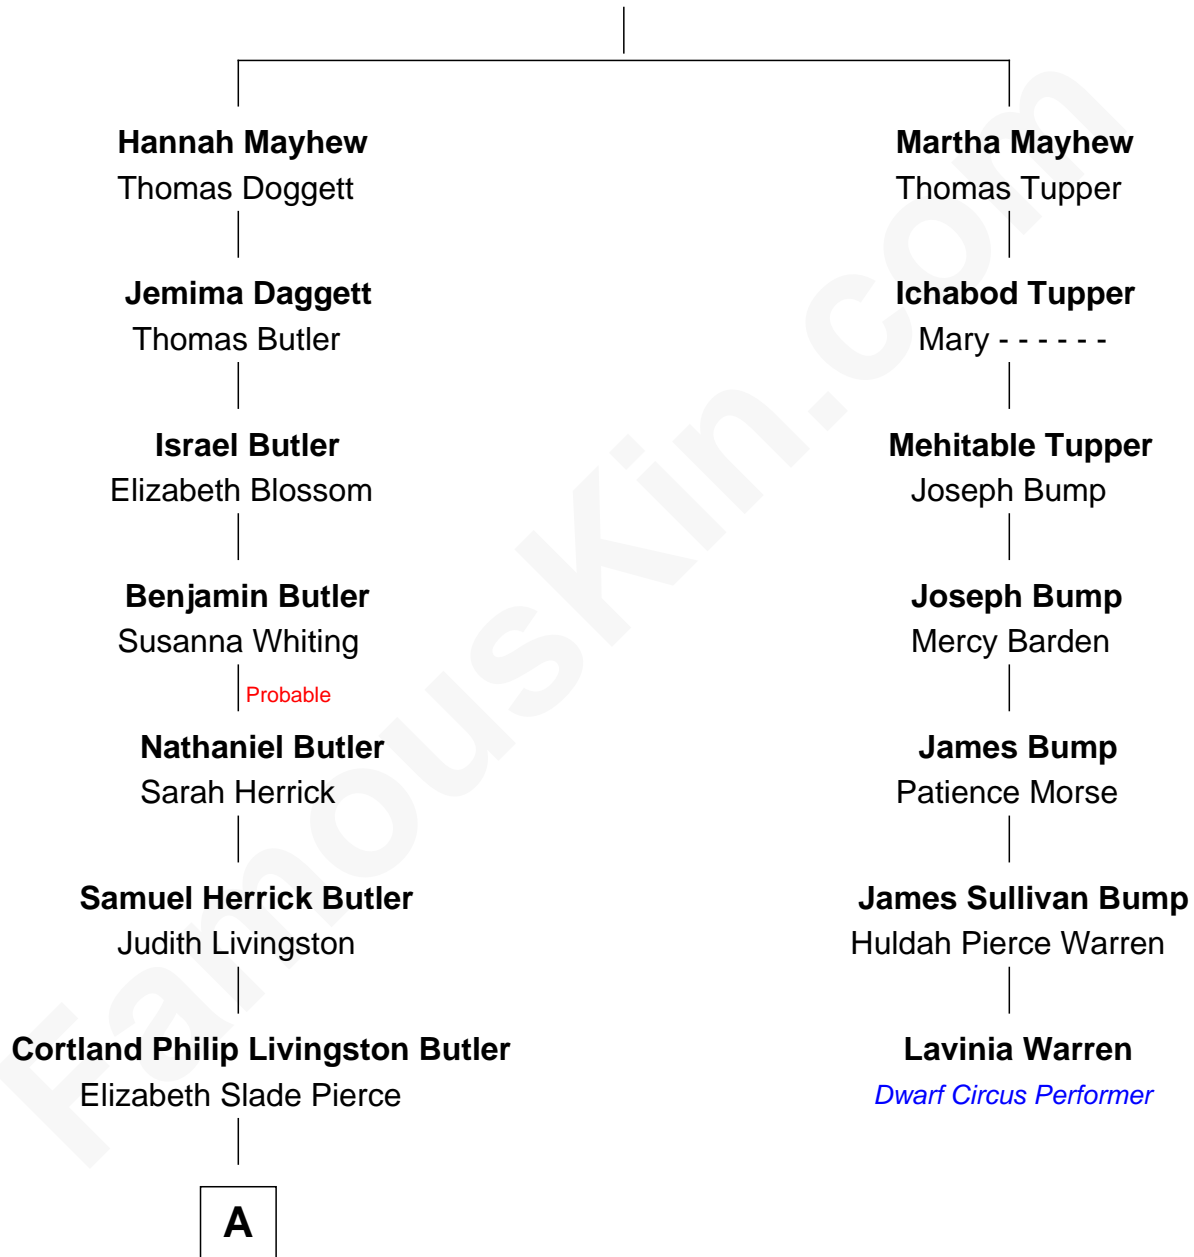 Hannah Mayhew
Thomas Doggett
Martha Mayhew
Thomas Tupper
Jemima Daggett
Thomas Butler
Ichabod Tupper
Mary - - - - - -
Israel Butler
Elizabeth Blossom
Mehitable Tupper
Joseph Bump
Benjamin Butler
Susanna Whiting
Joseph Bump
Mercy Barden
Probable
Nathaniel Butler
Sarah Herrick
James Bump
Patience Morse
Samuel Herrick Butler
Judith Livingston
James Sullivan Bump
Huldah Pierce Warren
Cortland Philip Livingston Butler
Elizabeth Slade Pierce
Lavinia Warren
Dwarf Circus Performer
A
FamousKin.com